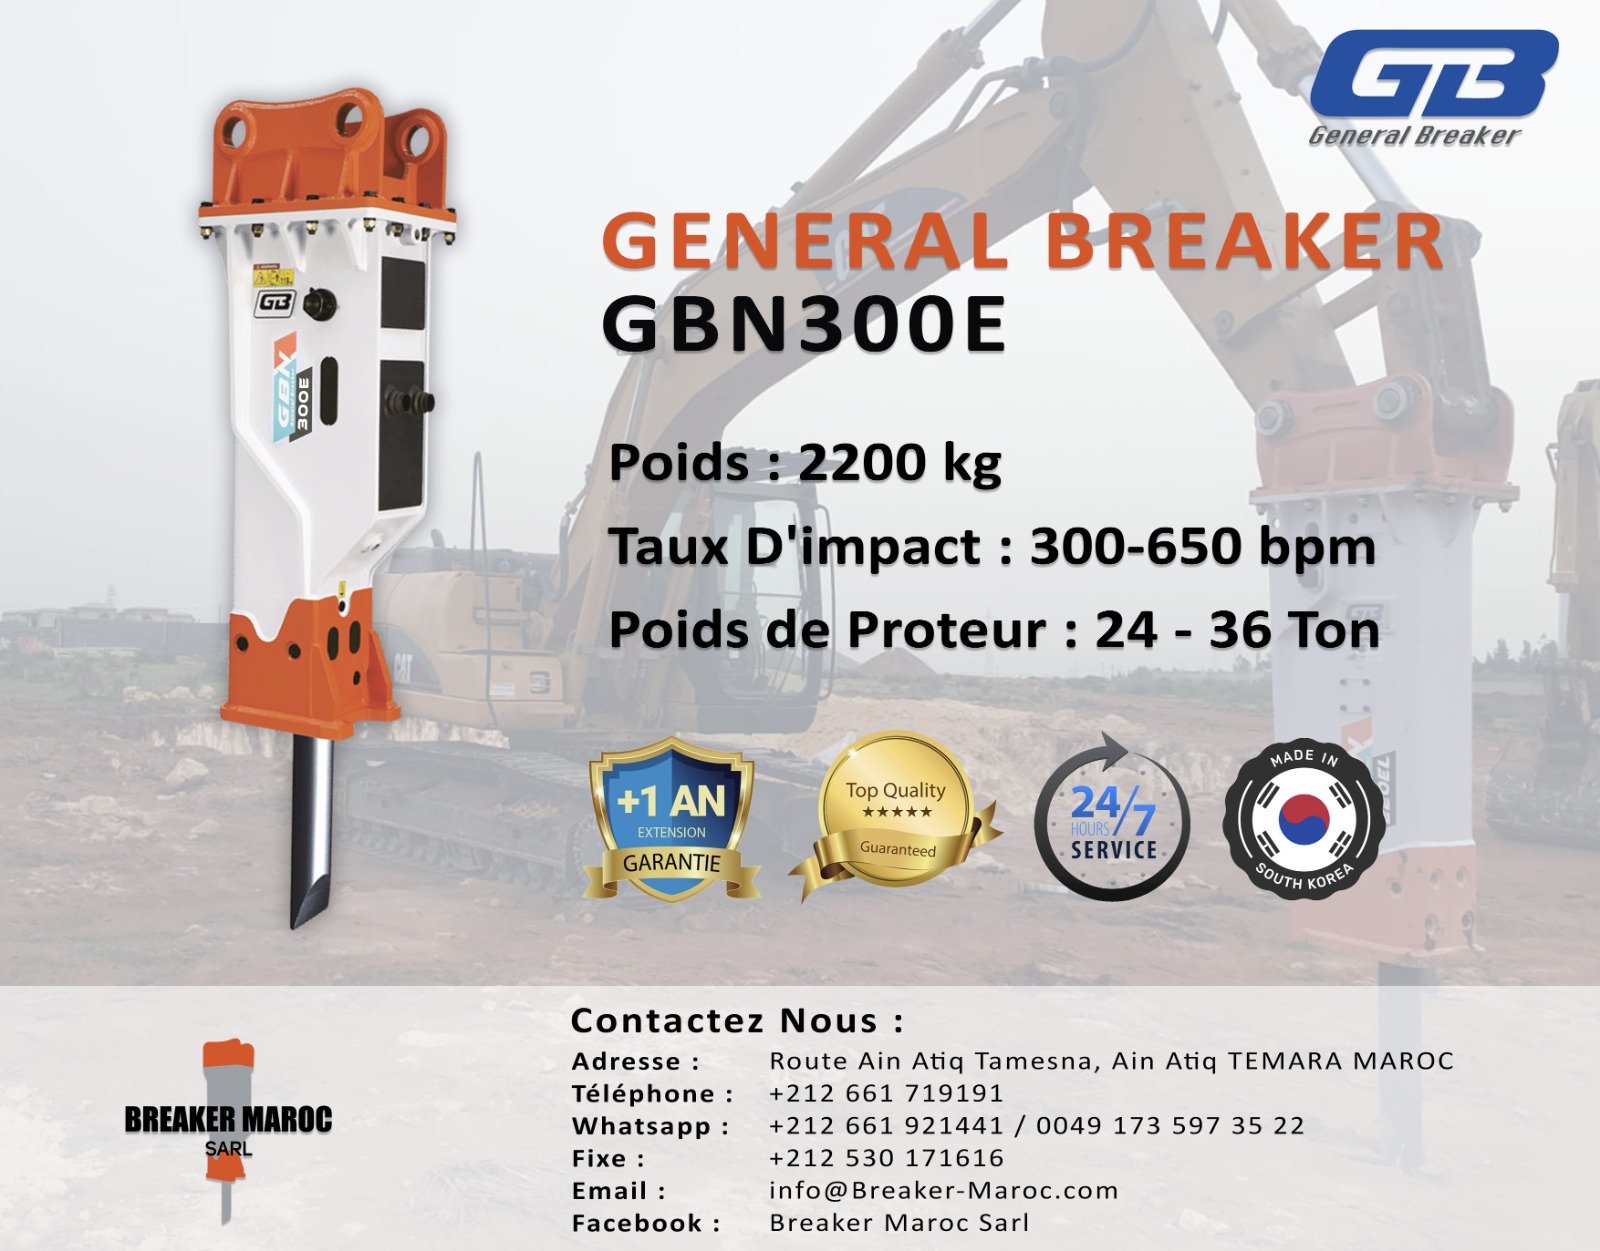 GB
General Breaker
GENERAL BREAKER
GBN300E
GB
GBN
300E
Poids : 2200 kg
Taux D'impact : 300-650 bpm
Poids de Proteur : 24 - 36 Ton
CAT
GB
+1 AN
EXTENSION
GARANTIE
Top Quality
★★★★★
Guaranteed
24/7
HOURS
SERVICE
MADE IN
SOUTH KOREA
Contactez Nous :
Adresse : Route Ain Atiq Tamesna, Ain Atiq TEMARA MAROC
Téléphone : +212 661 719191
Whatsapp : +212 661 921441 / 0049 173 597 35 22
Fixe : +212 530 171616
Email : info@Breaker-Maroc.com
Facebook : Breaker Maroc Sarl
BREAKER MAROC
SARL